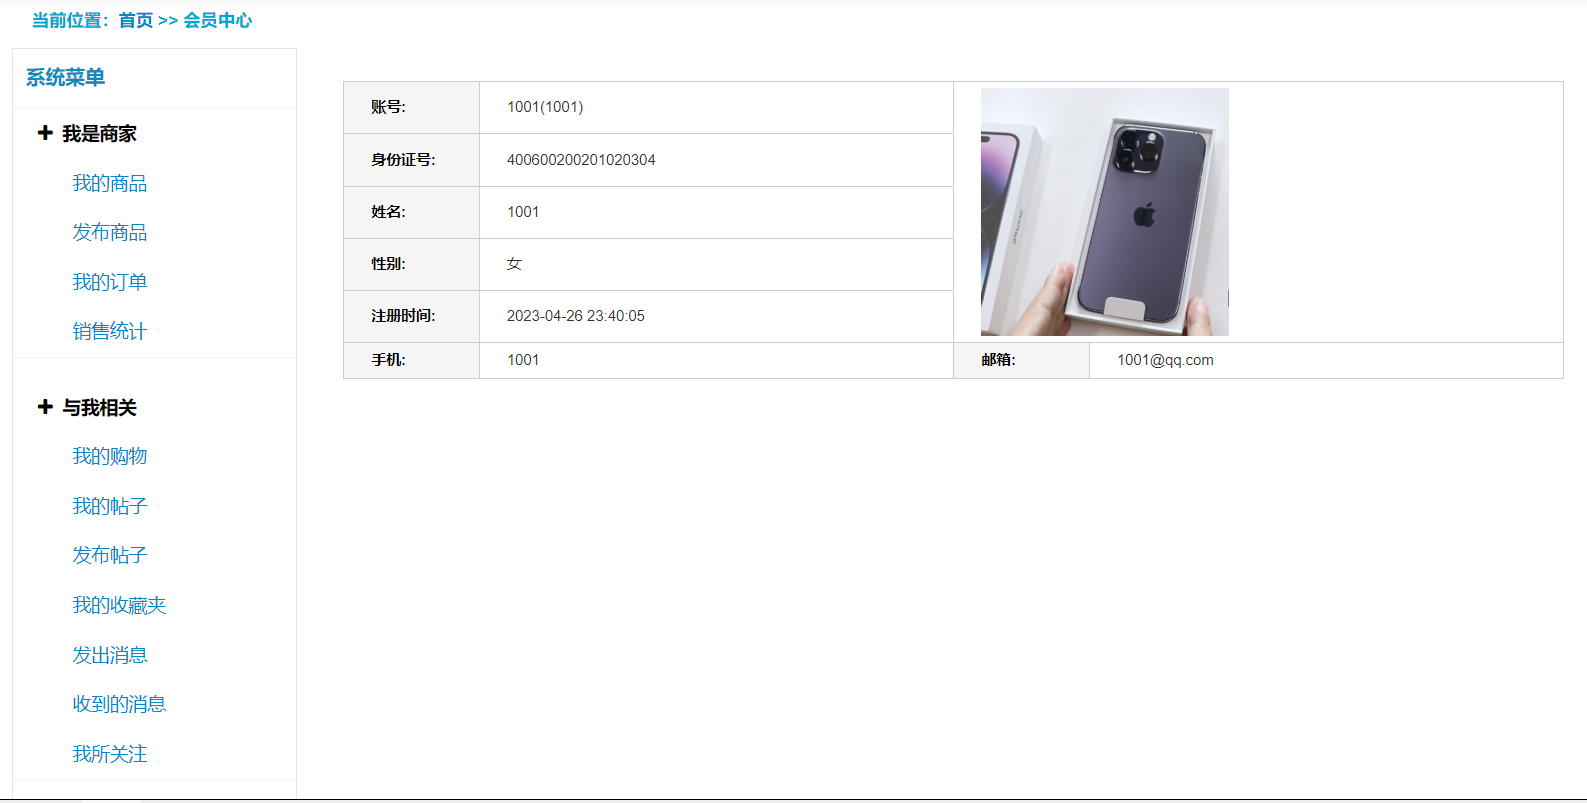 当前位置：首页 >> 会员中心
系统菜单
我是商家
我的商品
发布商品
我的订单
销售统计
与我相关
我的购物
我的帖子
发布帖子
我的收藏夹
发出消息
收到的消息
我所关注
账号: 1001(1001)
身份证号: 400600200201020304
姓名: 1001
性别: 女
注册时间: 2023-04-26 23:40:05
iPhone
手机: 1001 邮箱: 1001@qq.com